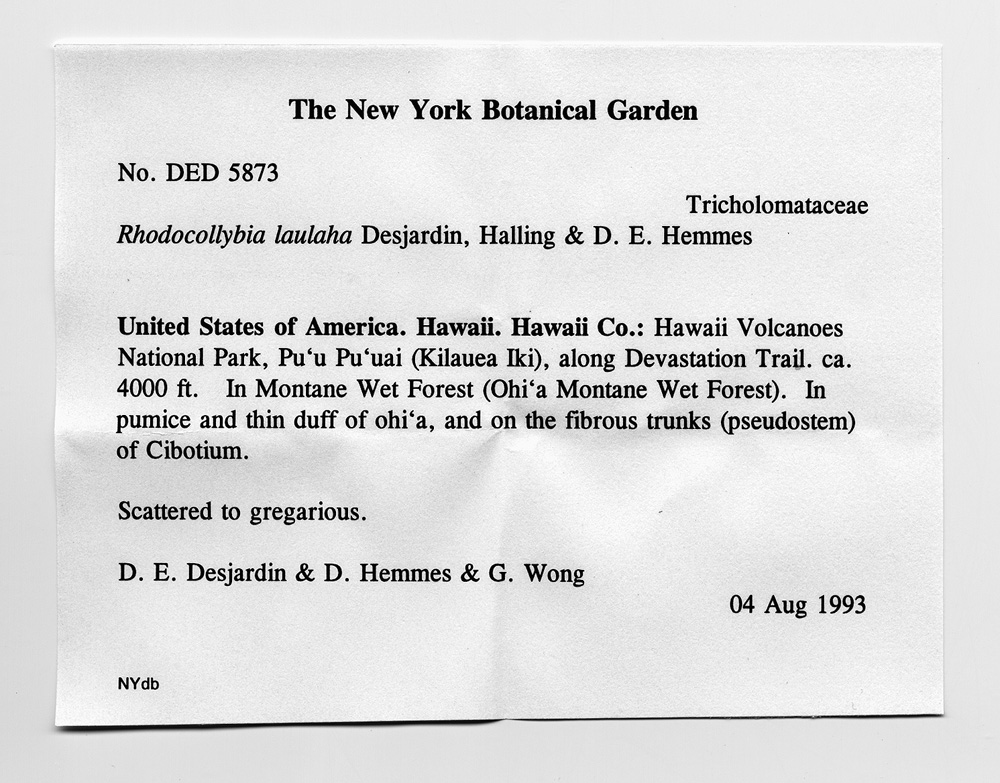 The New York Botanical Garden
No. DED 5873
Tricholomataceae
Rhodocollybia laulaha Desjardin, Halling & D. E. Hemmes
United States of America. Hawaii. Hawaii Co.: Hawaii Volcanoes
National Park, Pu‘u Pu‘uai (Kilauea Iki), along Devastation Trail. ca.
4000 ft. In Montane Wet Forest (Ohi‘a Montane Wet Forest). In
pumice and thin duff of ohi‘a, and on the fibrous trunks (pseudostem)
of Cibotium.
Scattered to gregarious.
D. E. Desjardin & D. Hemmes & G. Wong
04 Aug 1993
NYdb